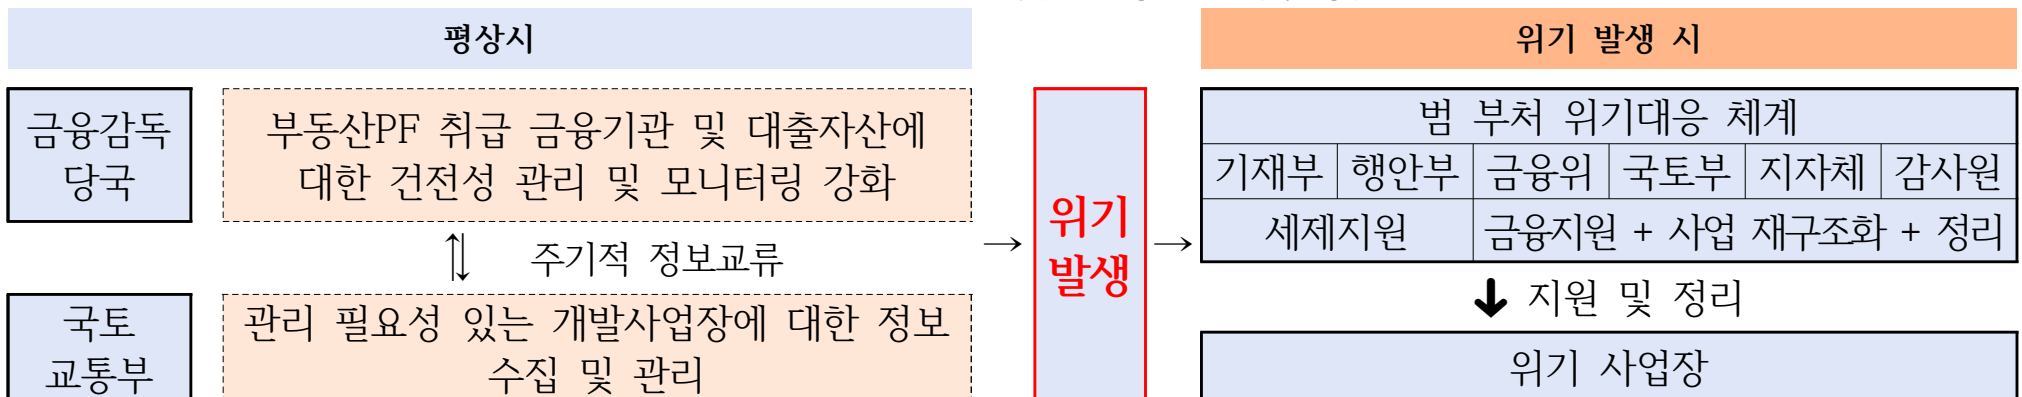 평상시
위기 발생 시
금융감독
당국
부동산PF 취급 금융기관 및 대출자산에
대한 건전성 관리 및 모니터링 강화
주기적 정보교류
국토
교통부
관리 필요성 있는 개발사업장에 대한 정보
수집 및 관리
위기
발생
범 부처 위기대응 체계
기재부 행안부 금융위 국토부 지자체 감사원
세제지원 금융지원 + 사업 재구조화 + 정리
지원 및 정리
위기 사업장